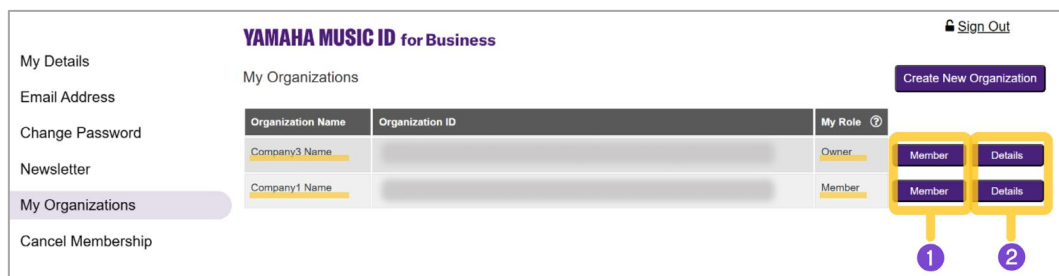 Sign Out
YAMAHA MUSIC ID for Business
My Details
My Organizations
Create New Organization
Email Address
Organization Name Organization ID My Role ?
Change Password
Company3 Name Owner Member Details
Newsletter
Company1 Name Member Member Details
My Organizations
Cancel Membership
1 2